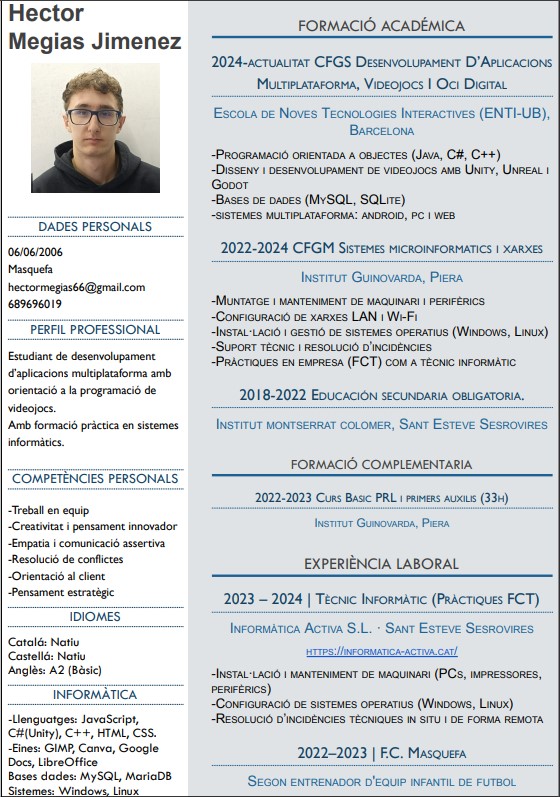 Hector
Megias Jimenez
DADES PERSONALS
06/06/2006
Masquefa
hectormegias66@gmail.com
689696019
PERFIL PROFESSIONAL
Estudiant de desenvolupament
d'aplicacions multiplataforma amb
orientació a la programació de
videojocs.
Amb formació pràctica en sistemes
informàtics.
COMPETÈNCIES PERSONALS
-Treball en equip
-Creativitat i pensament innovador
-Empatia i comunicació assertiva
-Resolució de conflictes
-Orientació al client
-Pensament estratègic
IDIOMES
Catalá: Natiu
Castellá: Natiu
Anglès: A2 (Bàsic)
INFORMÀTICA
-Llenguatges: JavaScript,
C#(Unity), C++, HTML, CSS.
-Eines: GIMP, Canva, Google
Docs, LibreOffice
Bases dades: MySQL, MariaDB
Sistemes: Windows, Linux
FORMACIÓ ACADÉMICA
2024-ACTUALITAT CFGS DESENVOLUPAMENT D'APLICACIONS
MULTIPLATAFORMA, VIDEOJOCS I OCI DIGITAL
ESCOLA DE NOVES TECNOLOGIES INTERACTIVES (ENTI-UB),
BARCELONA
-PROGRAMACIÓ ORIENTADA A OBJECTES (JAVA, C#, C++)
-DISSENY I DESENVOLUPAMENT DE VIDEOJOCS AMB UNITY, UNREAL I
GODOT
-BASES DE DADES (MYSQL, SQLITE)
-SISTEMES MULTIPLATAFORMA: ANDROID, PC I WEB
2022-2024 CFGM SISTEMES MICROINFORMATICS I XARXES
INSTITUT GUINOVARDA, PIERA
-MUNTATGE I MANTENIMENT DE MAQUINARI I PERIFÈRICS
-CONFIGURACIÓ DE XARXES LAN I WI-FI
-INSTAL·LACIÓ I GESTIÓ DE SISTEMES OPERATIUS (WINDOWS, LINUX)
-SUPORT TÈCNIC I RESOLUCIÓ D'INCIDÈNCIES
-PRÀCTIQUES EN EMPRESA (FCT) COM A TÈCNIC INFORMÀTIC
2018-2022 EDUCACIÓN SECUNDARIA OBLIGATORIA.
INSTITUT MONTSERRAT COLOMER, SANT ESTEVE SESROVIRES
FORMACIÓ COMPLEMENTARIA
2022-2023 CURS BASIC PRL I PRIMERS AUXILIS (33H)
INSTITUT GUINOVARDA, PIERA
EXPERIÈNCIA LABORAL
2023 – 2024 | TÈCNIC INFORMÀTIC (PRÀCTIQUES FCT)
INFORMÀTICA ACTIVA S.L. · SANT ESTEVE SESROVIRES
HTTPS://INFORMATICA-ACTIVA.CAT/
-INSTAL·LACIÓ I MANTENIMENT DE MAQUINARI (PCS, IMPRESSORES,
PERIFÈRICS)
-CONFIGURACIÓ DE SISTEMES OPERATIUS (WINDOWS, LINUX)
-RESOLUCIÓ D'INCIDÈNCIES TÈCNIQUES IN SITU I DE FORMA REMOTA
2022–2023 | F.C. MASQUEFA
SEGON ENTRENADOR D'EQUIP INFANTIL DE FUTBOL